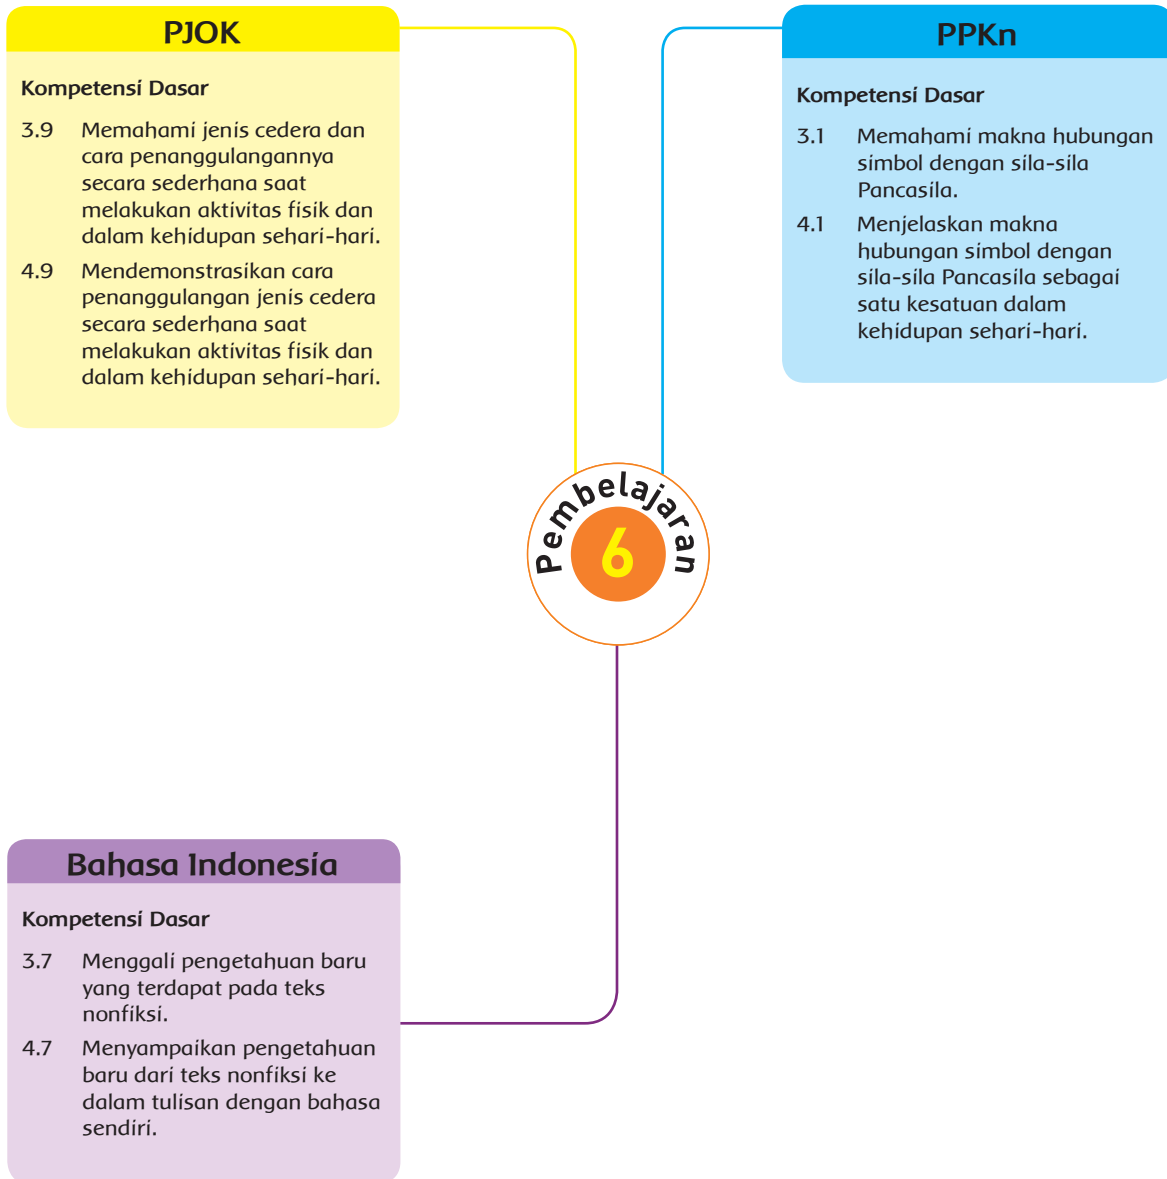 PJOK
Kompetensi Dasar
3.9 Memahami jenis cedera dan
cara penanggulangannya
secara sederhana saat
melakukan aktivitas fisik dan
dalam kehidupan sehari-hari.
4.9 Mendemonstrasikan cara
penanggulangan jenis cedera
secara sederhana saat
melakukan aktivitas fisik dan
dalam kehidupan sehari-hari.
PPKn
Kompetensi Dasar
3.1 Memahami makna hubungan
simbol dengan sila-sila
Pancasila.
4.1 Menjelaskan makna
hubungan simbol dengan
sila-sila Pancasila sebagai
satu kesatuan dalam
kehidupan sehari-hari.
Pembelajaran
6
Bahasa Indonesia
Kompetensi Dasar
3.7 Menggali pengetahuan baru
yang terdapat pada teks
nonfiksi.
4.7 Menyampaikan pengetahuan
baru dari teks nonfiksi ke
dalam tulisan dengan bahasa
sendiri.